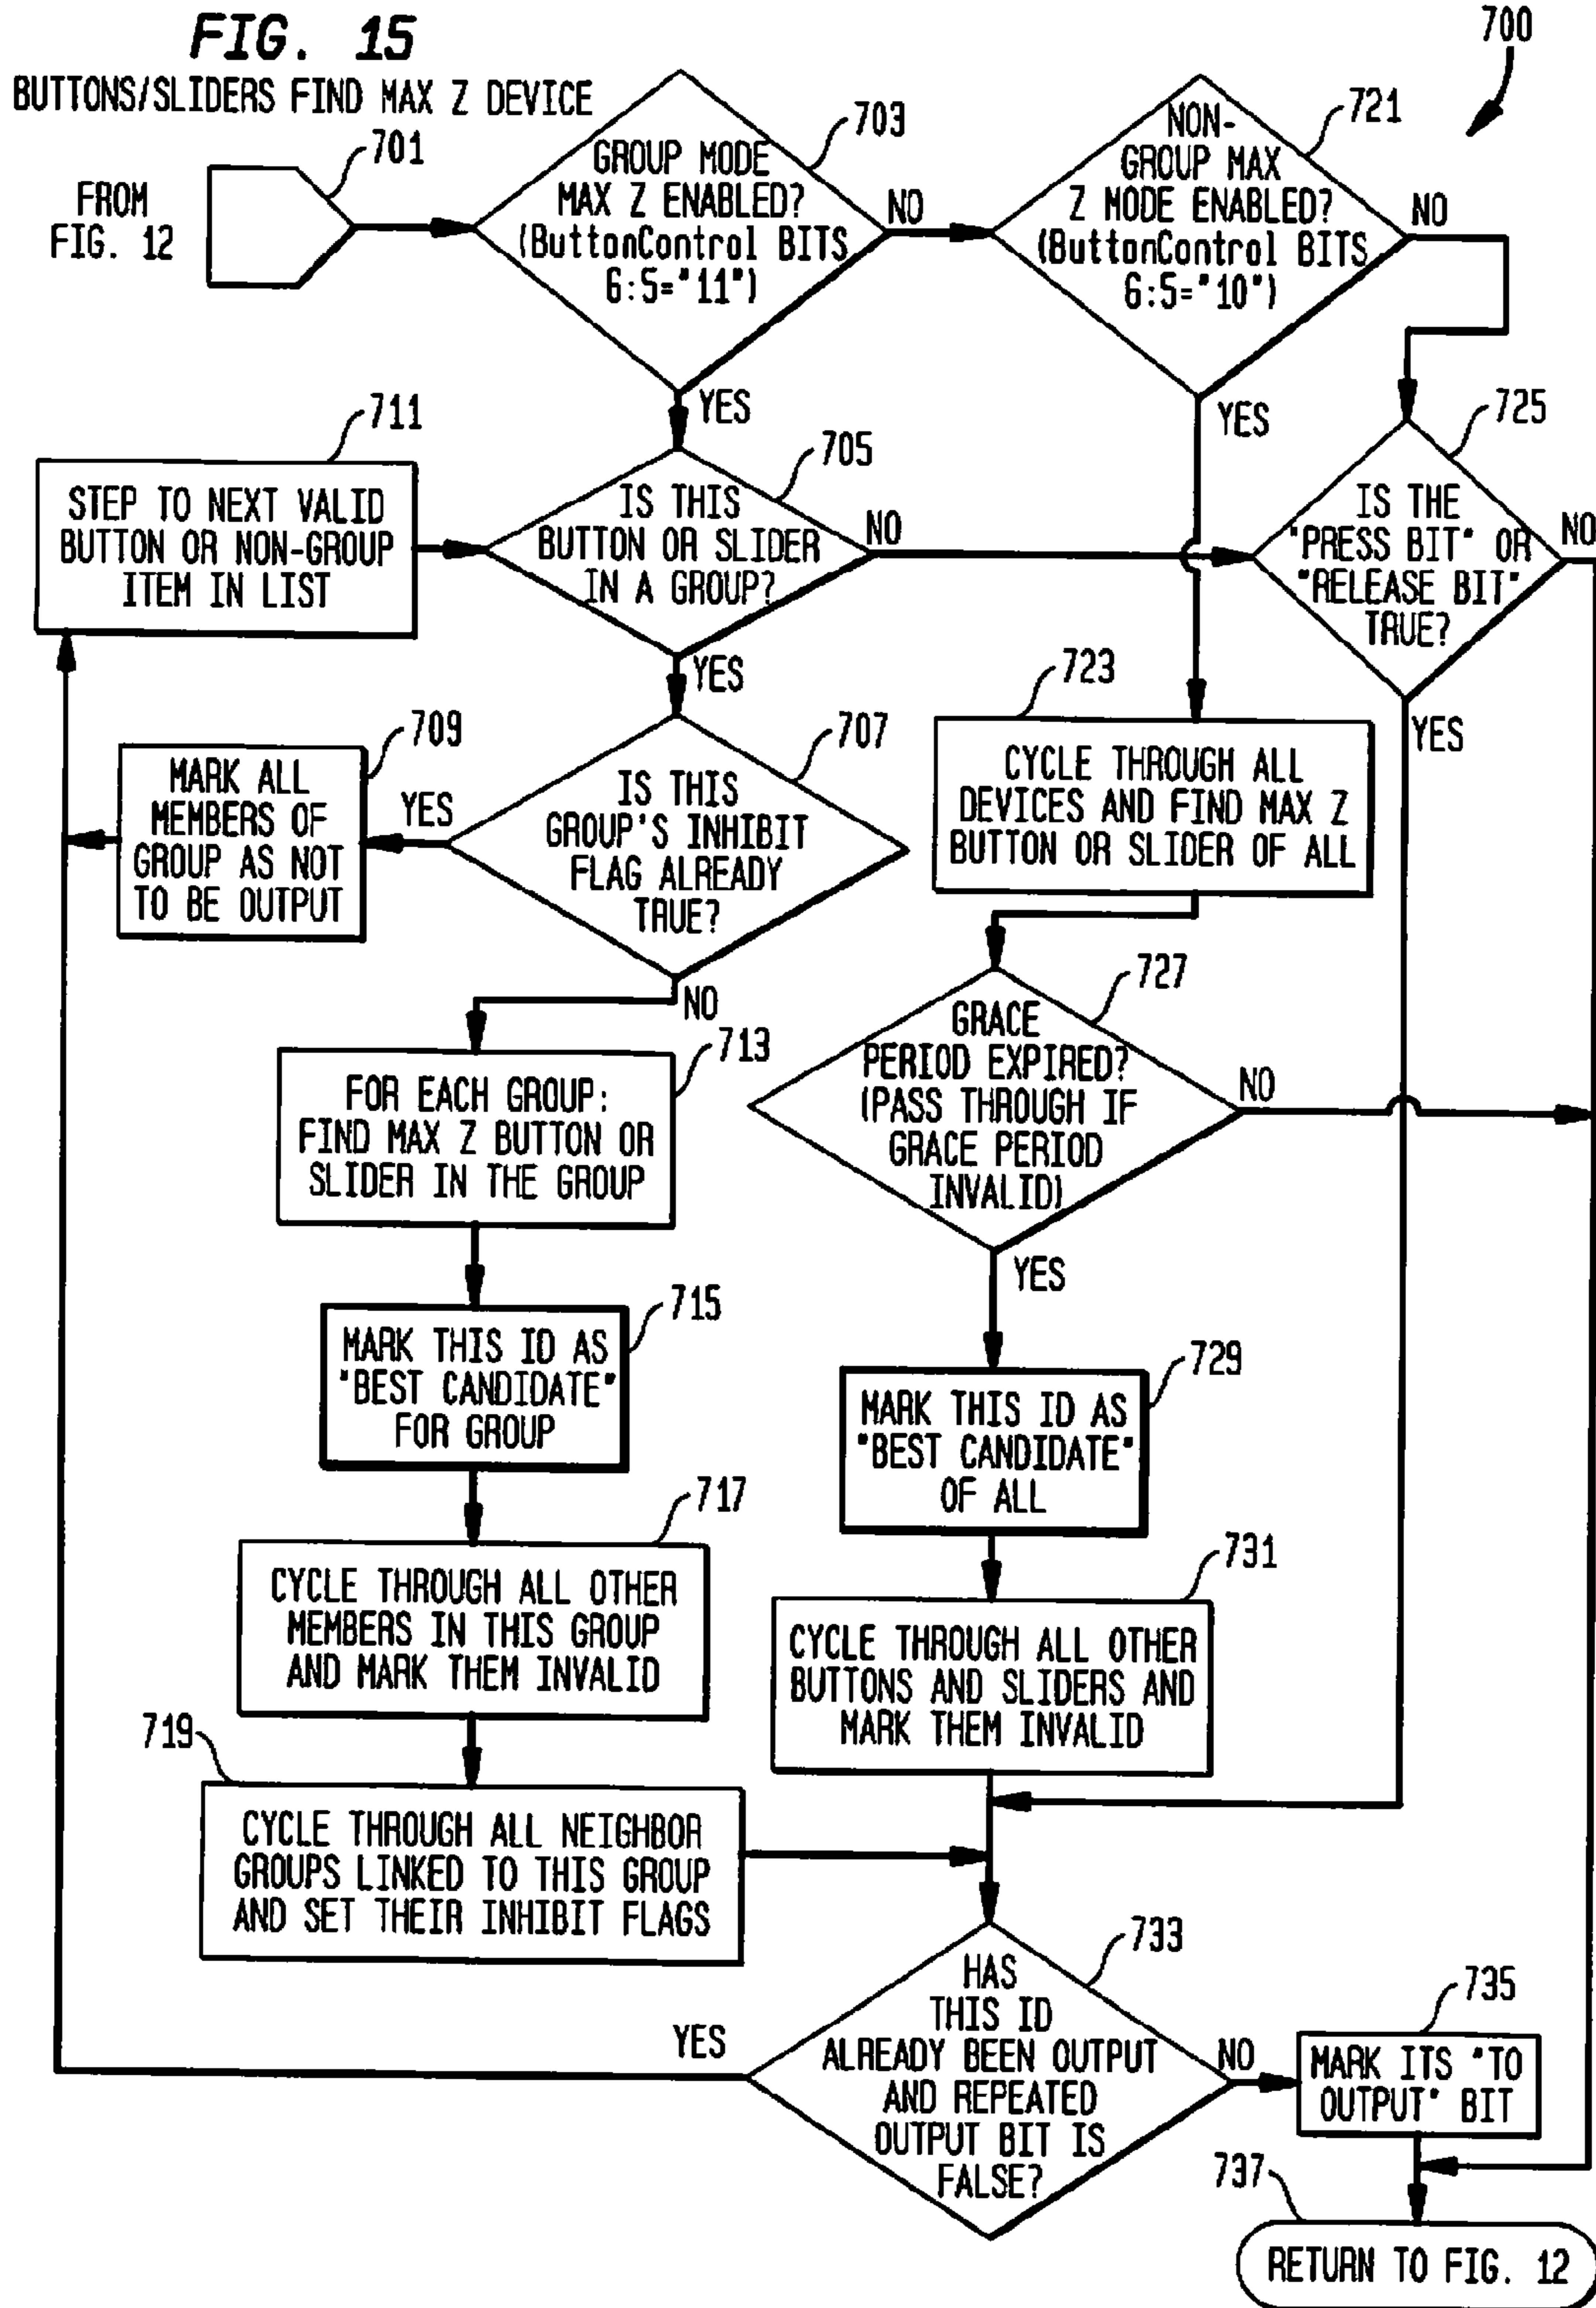 FIG. 15
BUTTONS/SLIDERS FIND MAX Z DEVICE
700
701
FROM
FIG. 12
703
GROUP MODE
MAX Z ENABLED?
(ButtonControl BITS
6:5="11")
NO
YES
721
NON-
GROUP MAX
Z MODE ENABLED?
(ButtonControl BITS
6:5="10")
NO
YES
711
STEP TO NEXT VALID
BUTTON OR NON-GROUP
ITEM IN LIST
705
IS THIS
BUTTON OR SLIDER
IN A GROUP?
NO
YES
725
IS THE
"PRESS BIT" OR
"RELEASE BIT"
TRUE?
NO
YES
709
MARK ALL
MEMBERS OF
GROUP AS NOT
TO BE OUTPUT
707
IS THIS
GROUP'S INHIBIT
FLAG ALREADY
TRUE?
YES
NO
723
CYCLE THROUGH ALL
DEVICES AND FIND MAX Z
BUTTON OR SLIDER OF ALL
713
FOR EACH GROUP:
FIND MAX Z BUTTON OR
SLIDER IN THE GROUP
727
GRACE
PERIOD EXPIRED?
(PASS THROUGH IF
GRACE PERIOD
INVALID)
NO
YES
715
MARK THIS ID AS
"BEST CANDIDATE"
FOR GROUP
729
MARK THIS ID AS
"BEST CANDIDATE"
OF ALL
717
CYCLE THROUGH ALL OTHER
MEMBERS IN THIS GROUP
AND MARK THEM INVALID
731
CYCLE THROUGH ALL OTHER
BUTTONS AND SLIDERS AND
MARK THEM INVALID
719
CYCLE THROUGH ALL NEIGHBOR
GROUPS LINKED TO THIS GROUP
AND SET THEIR INHIBIT FLAGS
733
HAS
THIS ID
ALREADY BEEN OUTPUT
AND REPEATED
OUTPUT BIT IS
FALSE?
YES
NO
735
MARK ITS "TO
OUTPUT" BIT
737
RETURN TO FIG. 12